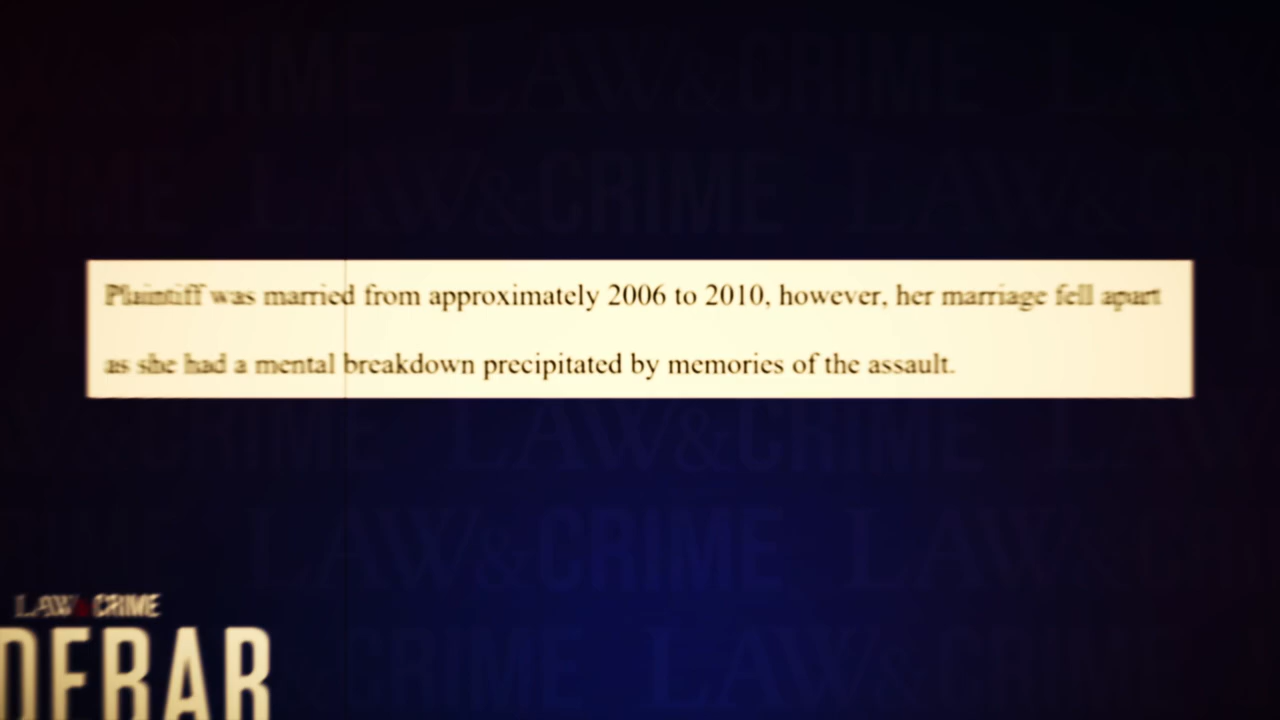 Plaintiff was married from approximately 2006 to 2010, however, her marriage fell apart
as she had a mental breakdown precipitated by memories of the assault.
LAW & CRIME
DEBAR